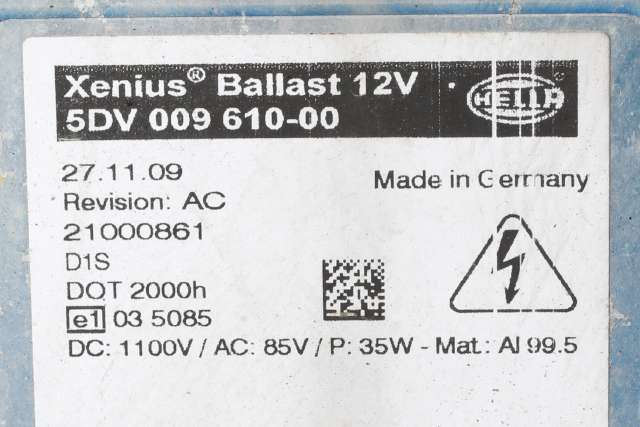 Xenius® Ballast 12V
5DV 009 610-00
HELLA
27.11.09
Made in Germany
Revision: AC
21000861
D1S
DOT 2000h
e1 03 5085
DC: 1100V / AC: 85V / P: 35W - Mat.: Al 99.5